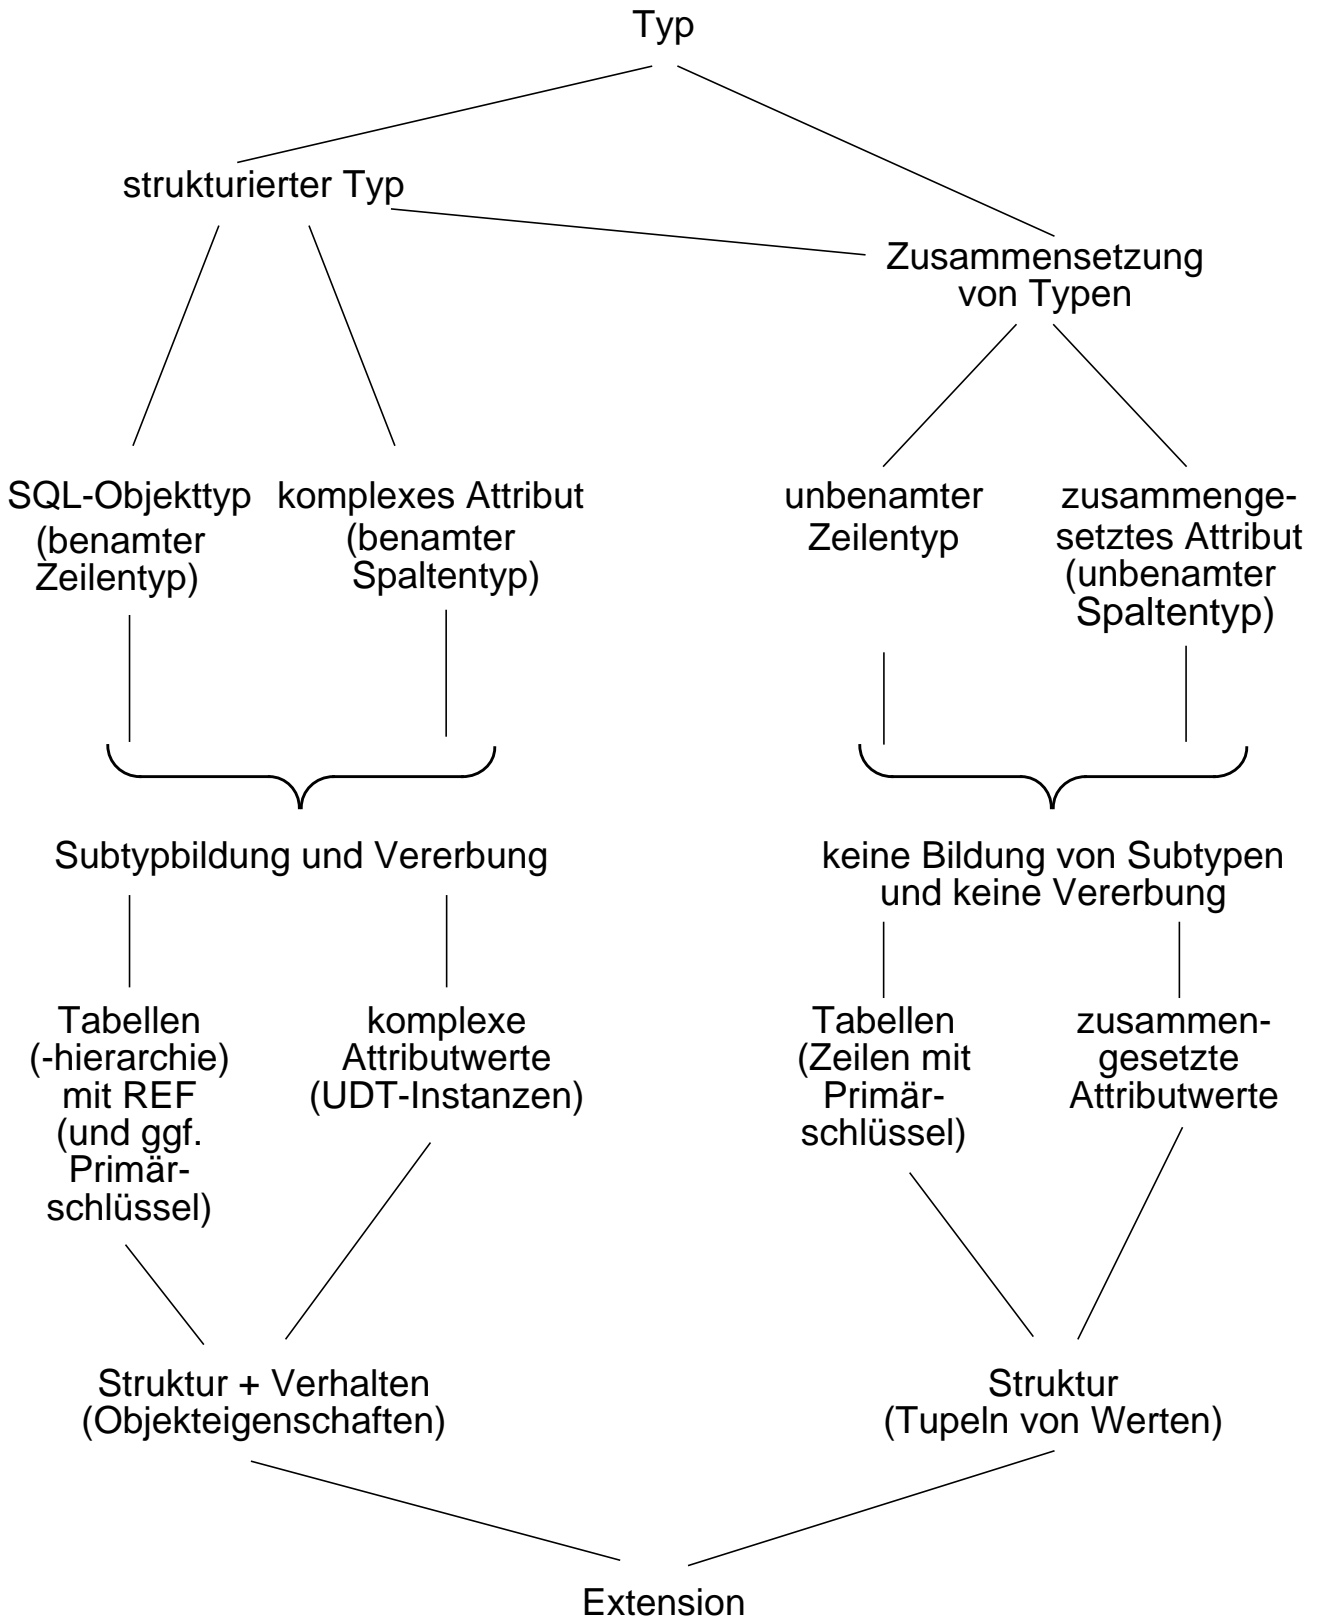 Typ
strukturierter Typ
Zusammensetzung
von Typen
SQL-Objekttyp
(benamter
Zeilentyp)
komplexes Attribut
(benamter
Spaltentyp)
unbenamter
Zeilentyp
zusammenge-
setztes Attribut
(unbenamter
Spaltentyp)
Subtypbildung und Vererbung
keine Bildung von Subtypen
und keine Vererbung
Tabellen
(-hierarchie)
mit REF
(und ggf.
Primär-
schlüssel)
komplexe
Attributwerte
(UDT-Instanzen)
Tabellen
(Zeilen mit
Primär-
schlüssel)
zusammen-
gesetzte
Attributwerte
Struktur + Verhalten
(Objekteigenschaften)
Struktur
(Tupeln von Werten)
Extension